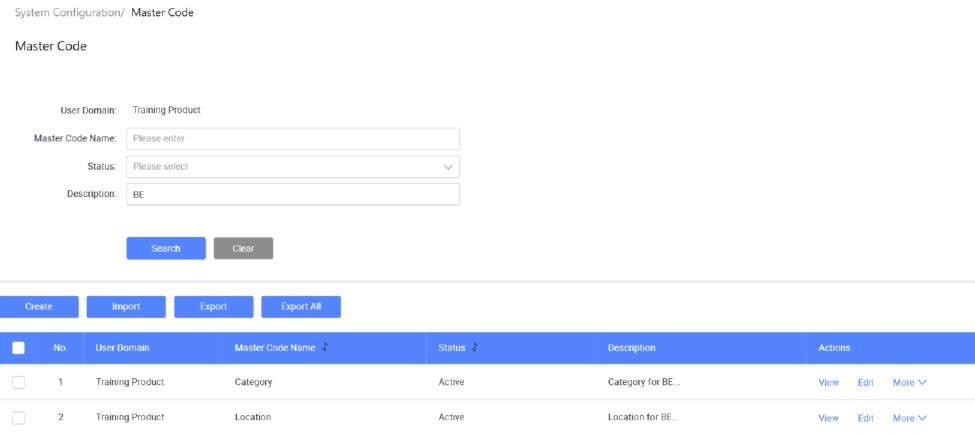 System Configuration/ Master Code
Master Code
User Domain: Training Product
Master Code Name: Please enter
Status: Please select
Description: BE
Search Clear
Create Import Export Export All
No. User Domain Master Code Name Status Description Actions
1 Training Product Category Active Category for BE... View Edit More
2 Training Product Location Active Location for BE... View Edit More